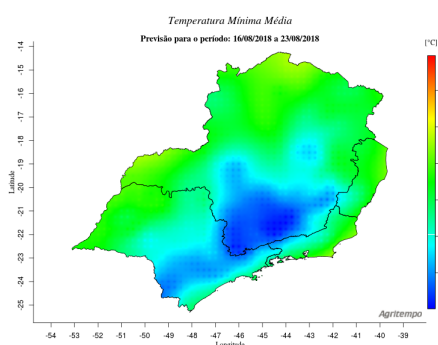 Temperatura Mínima Média
Previsão para o período: 16/08/2018 a 23/08/2018
[°C]
-14
-15
-16
-17
-18
-19
-20
-21
-22
-23
-24
-25
Latitude
Agritempo
-54 -53 -52 -51 -50 -49 -48 -47 -46 -45 -44 -43 -42 -41 -40 -39
Longitude